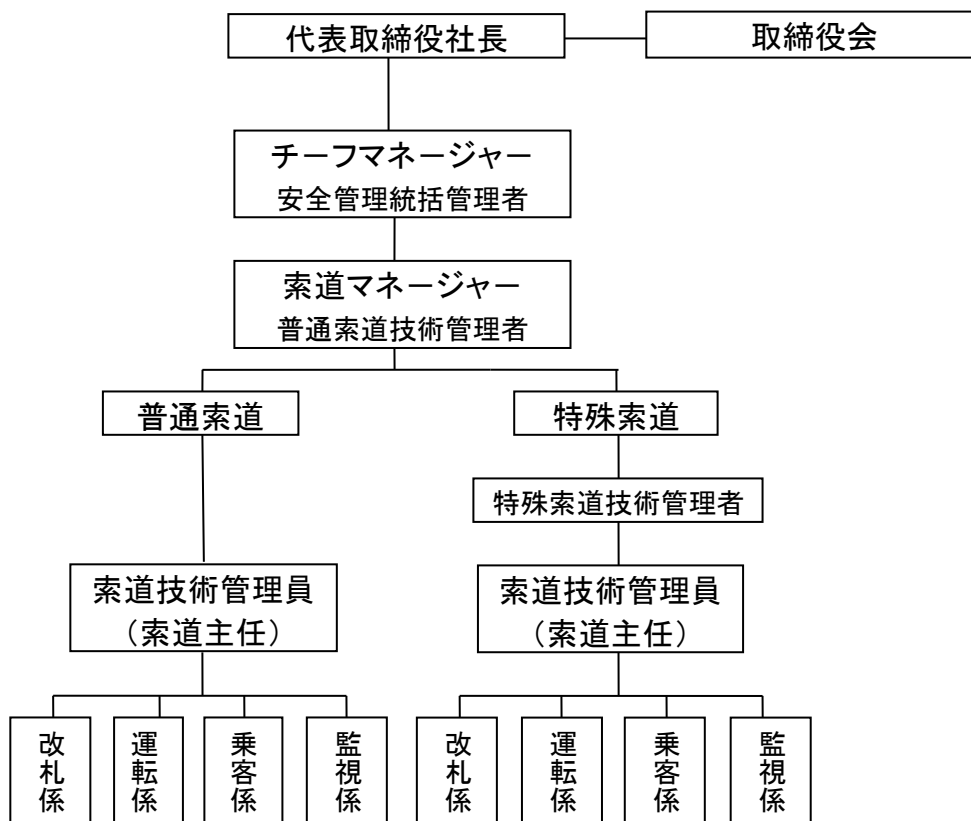 代表取締役社長
取締役会
チーフマネージャー
安全管理統括管理者
索道マネージャー
普通索道技術管理者
普通索道
特殊索道
特殊索道技術管理者
索道技術管理員
（索道主任）
索道技術管理員
（索道主任）
改札係
運転係
乗客係
監視係
改札係
運転係
乗客係
監視係